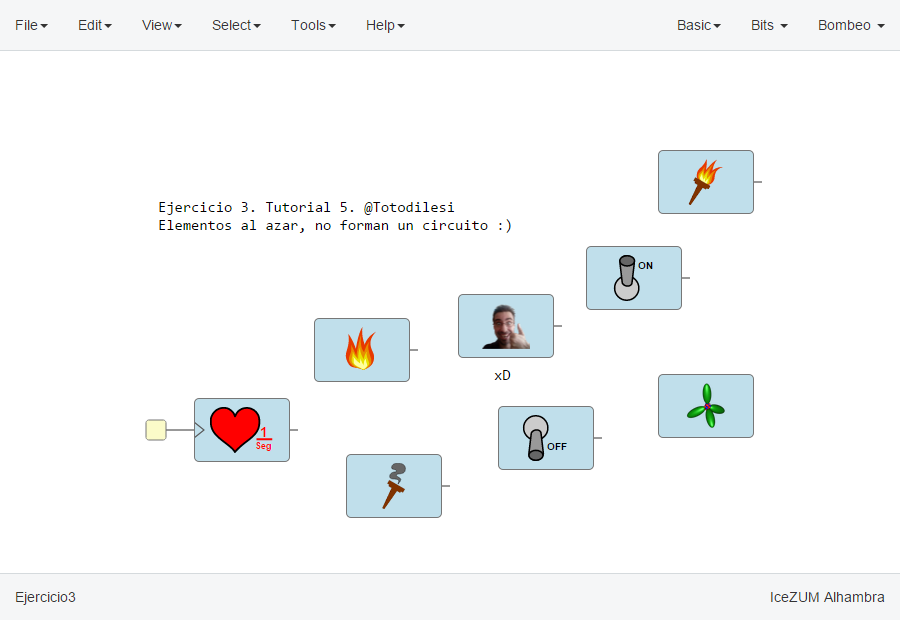 File Edit View Select Tools Help Basic Bits Bombeo
Ejercicio 3. Tutorial 5. @Totodilesi
Elementos al azar, no forman un circuito :)
ON
xD
1
Seg
OFF
Ejercicio3 IceZUM Alhambra